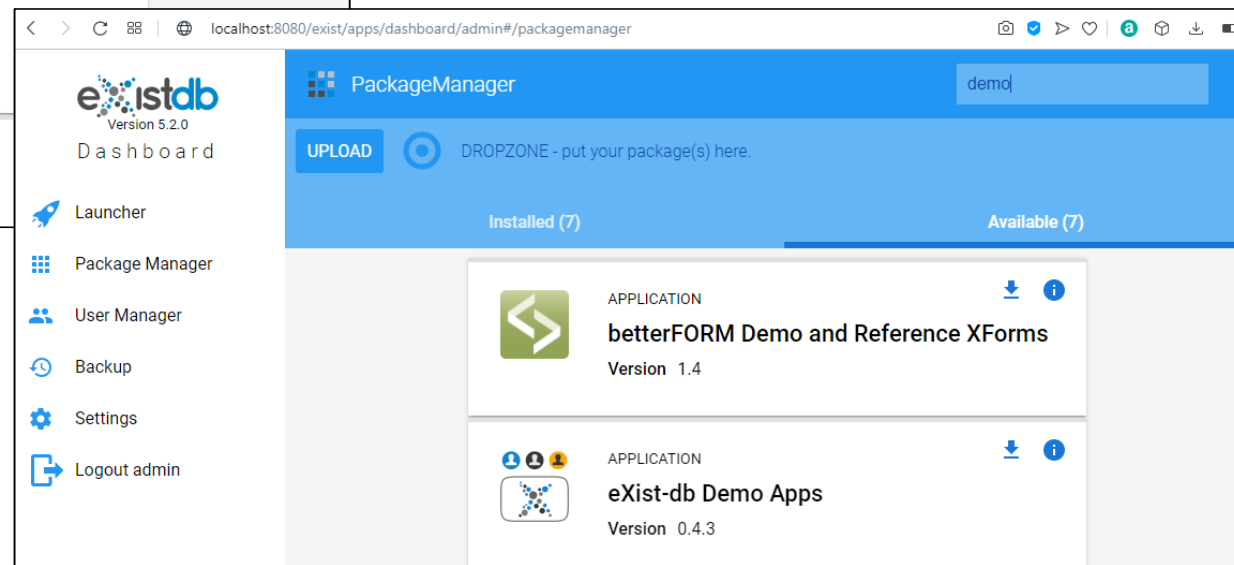 localhost:8080/exist/apps/dashboard/admin#/packagemanager
existdb
Version 5.2.0
Dashboard
Launcher
Package Manager
User Manager
Backup
Settings
Logout admin
PackageManager
demo
UPLOAD
DROPZONE - put your package(s) here.
Installed (7)
Available (7)
APPLICATION
betterFORM Demo and Reference XForms
Version 1.4
APPLICATION
eXist-db Demo Apps
Version 0.4.3